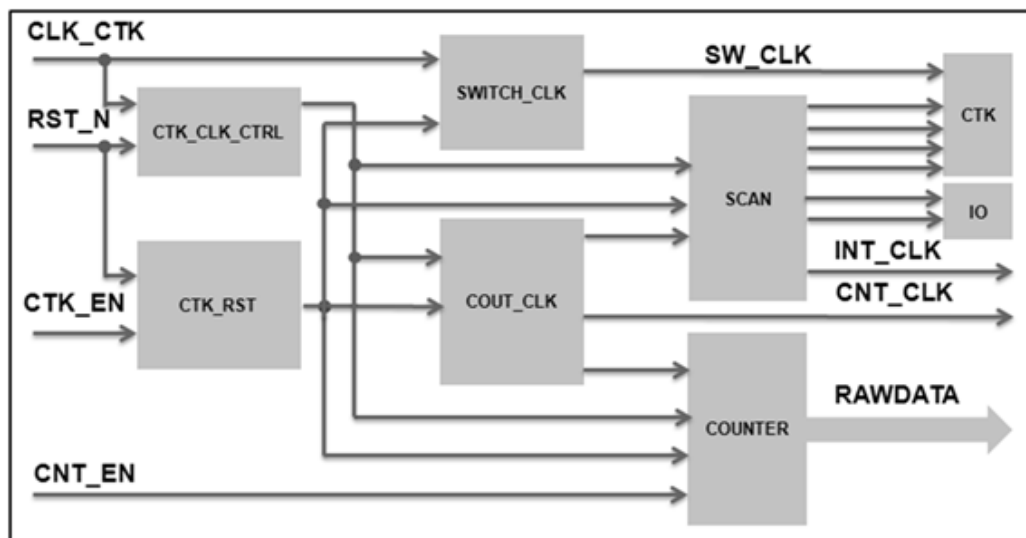 CLK_CTK
SW_CLK
SWITCH_CLK
CTK
RST_N
CTK_CLK_CTRL
SCAN
IO
INT_CLK
CTK_EN
CTK_RST
COUT_CLK
CNT_CLK
RAWDATA
COUNTER
CNT_EN